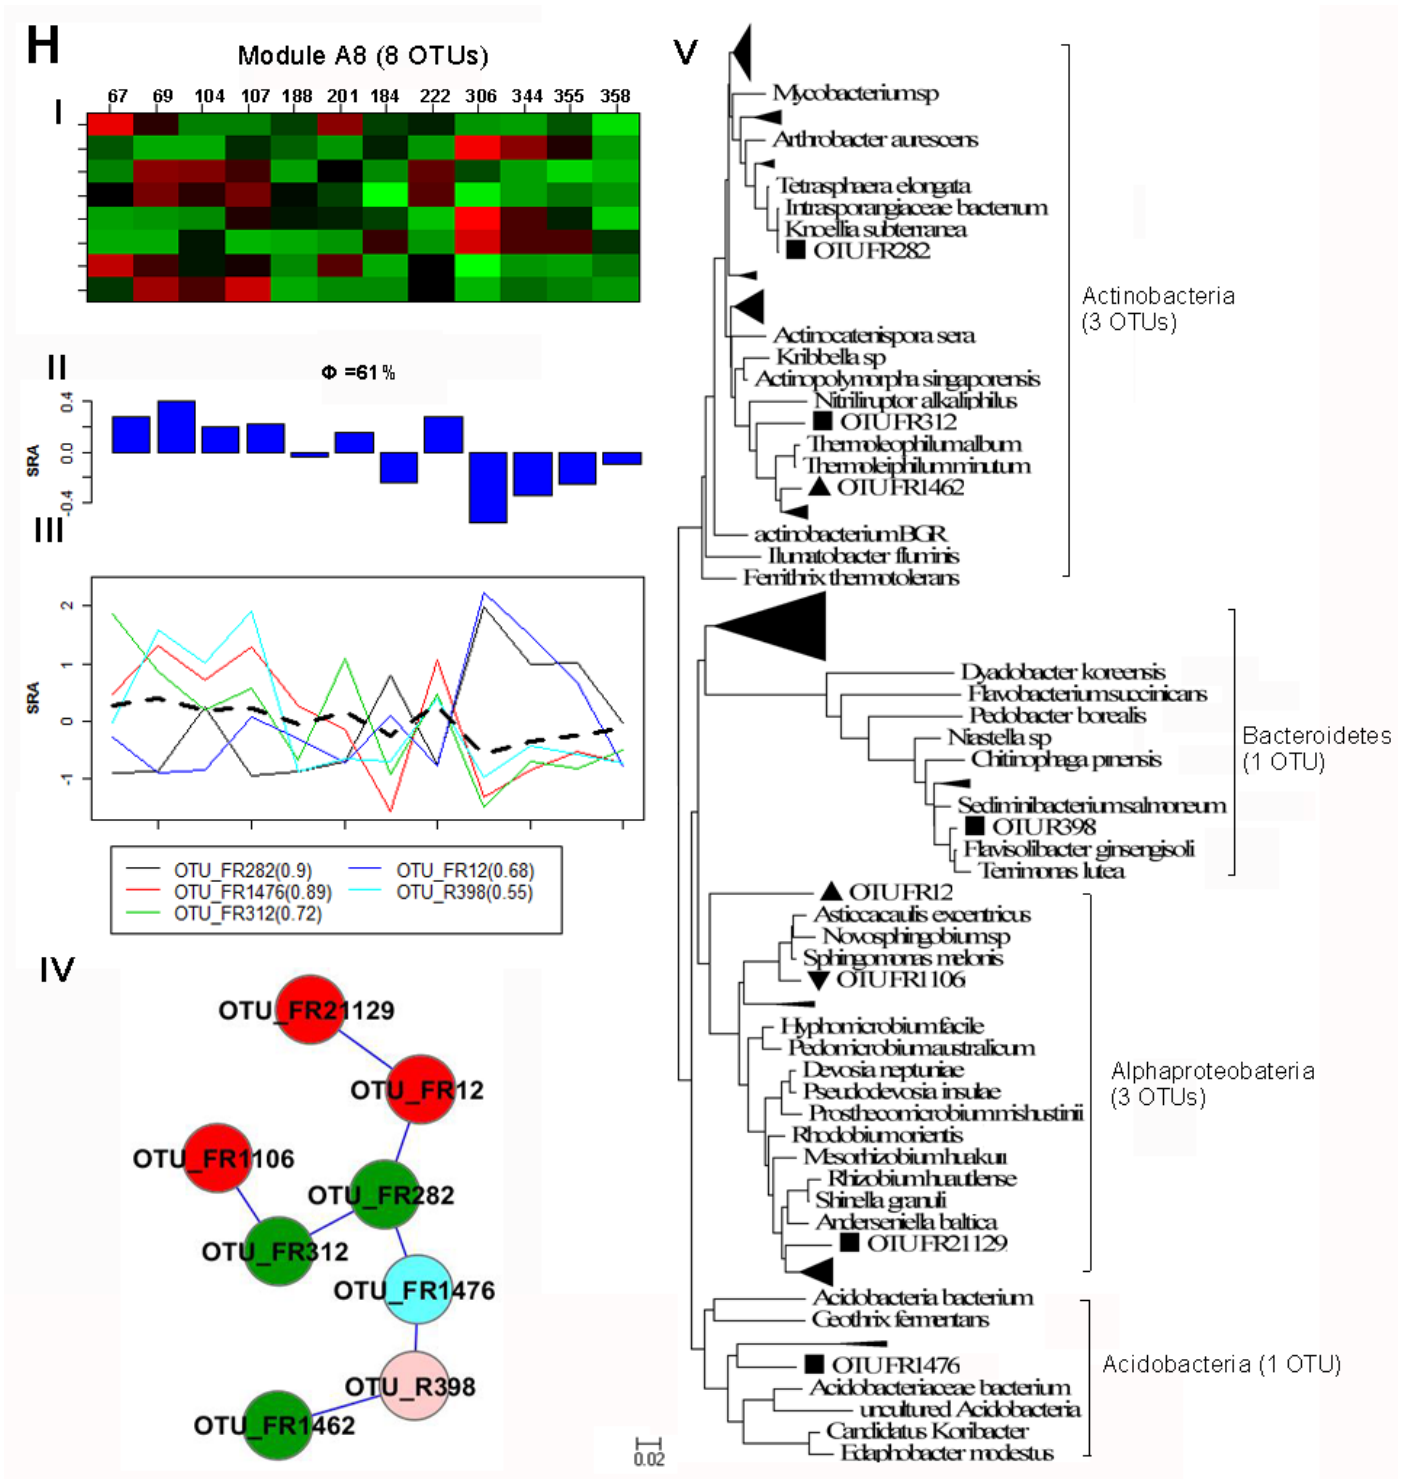 H
Module A8 (8 OTUs)
I
67 69 104 107 188 201 184 222 306 344 355 358
II
Φ =61%
SRA
0.4
0.0
-0.4
III
SRA
2
1
0
-1
OTU_FR282(0.9)
OTU_FR1476(0.89)
OTU_FR312(0.72)
OTU_FR12(0.68)
OTU_R398(0.55)
IV
OTU_FR21129
OTU_FR12
OTU_FR1106
OTU_FR282
OTU_FR312
OTU_FR1476
OTU_R398
OTU_FR1462
V
Mycobacterium sp
Arthrobacter aurescens
Tetrasphaera elongata
Intrasporangiaceae bacterium
Knoellia subterranea
OTUFR282
Actinocatenispora sera
Kribbella sp
Actinopolymorpha singaporensis
Nitriliruptor alkaliphilus
OTUFR312
Thermoleophilum album
Thermoleiphilum minutum
OTUFR1462
actinobacterium BGR
Ilumatobacter fluminis
Ferrithrix thermotolerans
Actinobacteria
(3 OTUs)
Dyadobacter koreensis
Flavobacterium succinicans
Pedobacter borealis
Niastella sp
Chitinophaga pinensis
Sediminibacterium salmoneum
OTUR398
Flavisolibacter ginsengisoli
Terrimonas lutea
Bacteroidetes
(1 OTU)
OTUFR12
Asticcacaulis excentricus
Novosphingobium sp
Sphingomonas melonis
OTUFR1106
Hyphomicrobium facile
Pedomicrobium australicum
Devosia neptuniae
Pseudodevosia insulae
Prosthecomicrobium mishustinii
Rhodobium orientis
Mesorhizobium huakuii
Rhizobium huautlense
Shinella granuli
Anderseniella baltica
OTUFR21129
Alphaproteobateria
(3 OTUs)
Acidobacteria bacterium
Geothrix fermentans
OTUFR1476
Acidobacteriaceae bacterium
uncultured Acidobacteria
Candidatus Koribacter
Edaphobacter modestus
Acidobacteria (1 OTU)
0.02